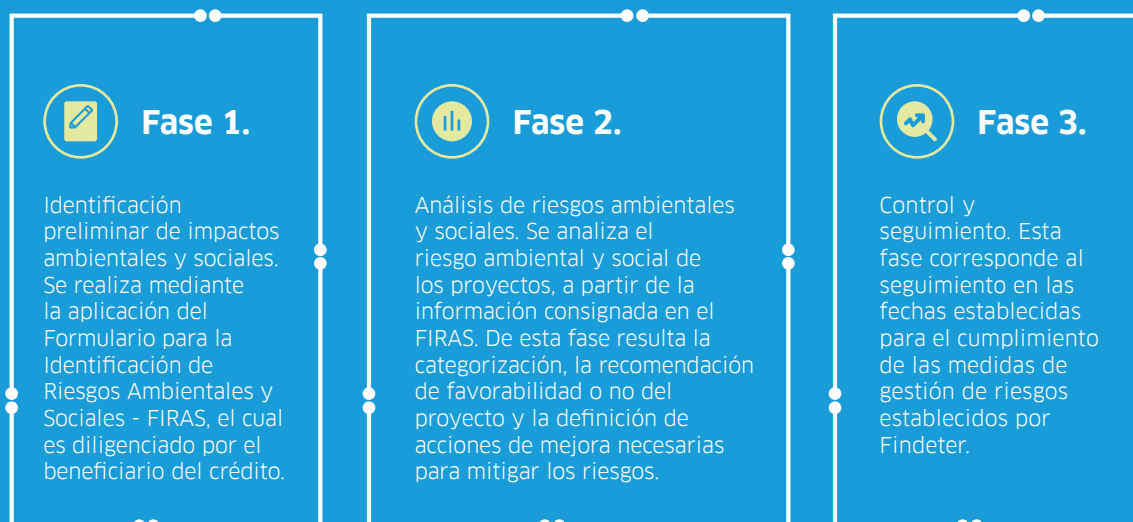 Fase 1.
Identificación
preliminar de impactos
ambientales y sociales.
Se realiza mediante
la aplicación del
Formulario para la
Identificación de
Riesgos Ambientales y
Sociales - FIRAS, el cual
es diligenciado por el
beneficiario del crédito.
Fase 2.
Análisis de riesgos ambientales
y sociales. Se analiza el
riesgo ambiental y social de
los proyectos, a partir de la
información consignada en el
FIRAS. De esta fase resulta la
categorización, la recomendación
de favorabilidad o no del
proyecto y la definición de
acciones de mejora necesarias
para mitigar los riesgos.
Fase 3.
Control y
seguimiento. Esta
fase corresponde al
seguimiento en las
fechas establecidas
para el cumplimiento
de las medidas de
gestión de riesgos
establecidos por
Findeter.